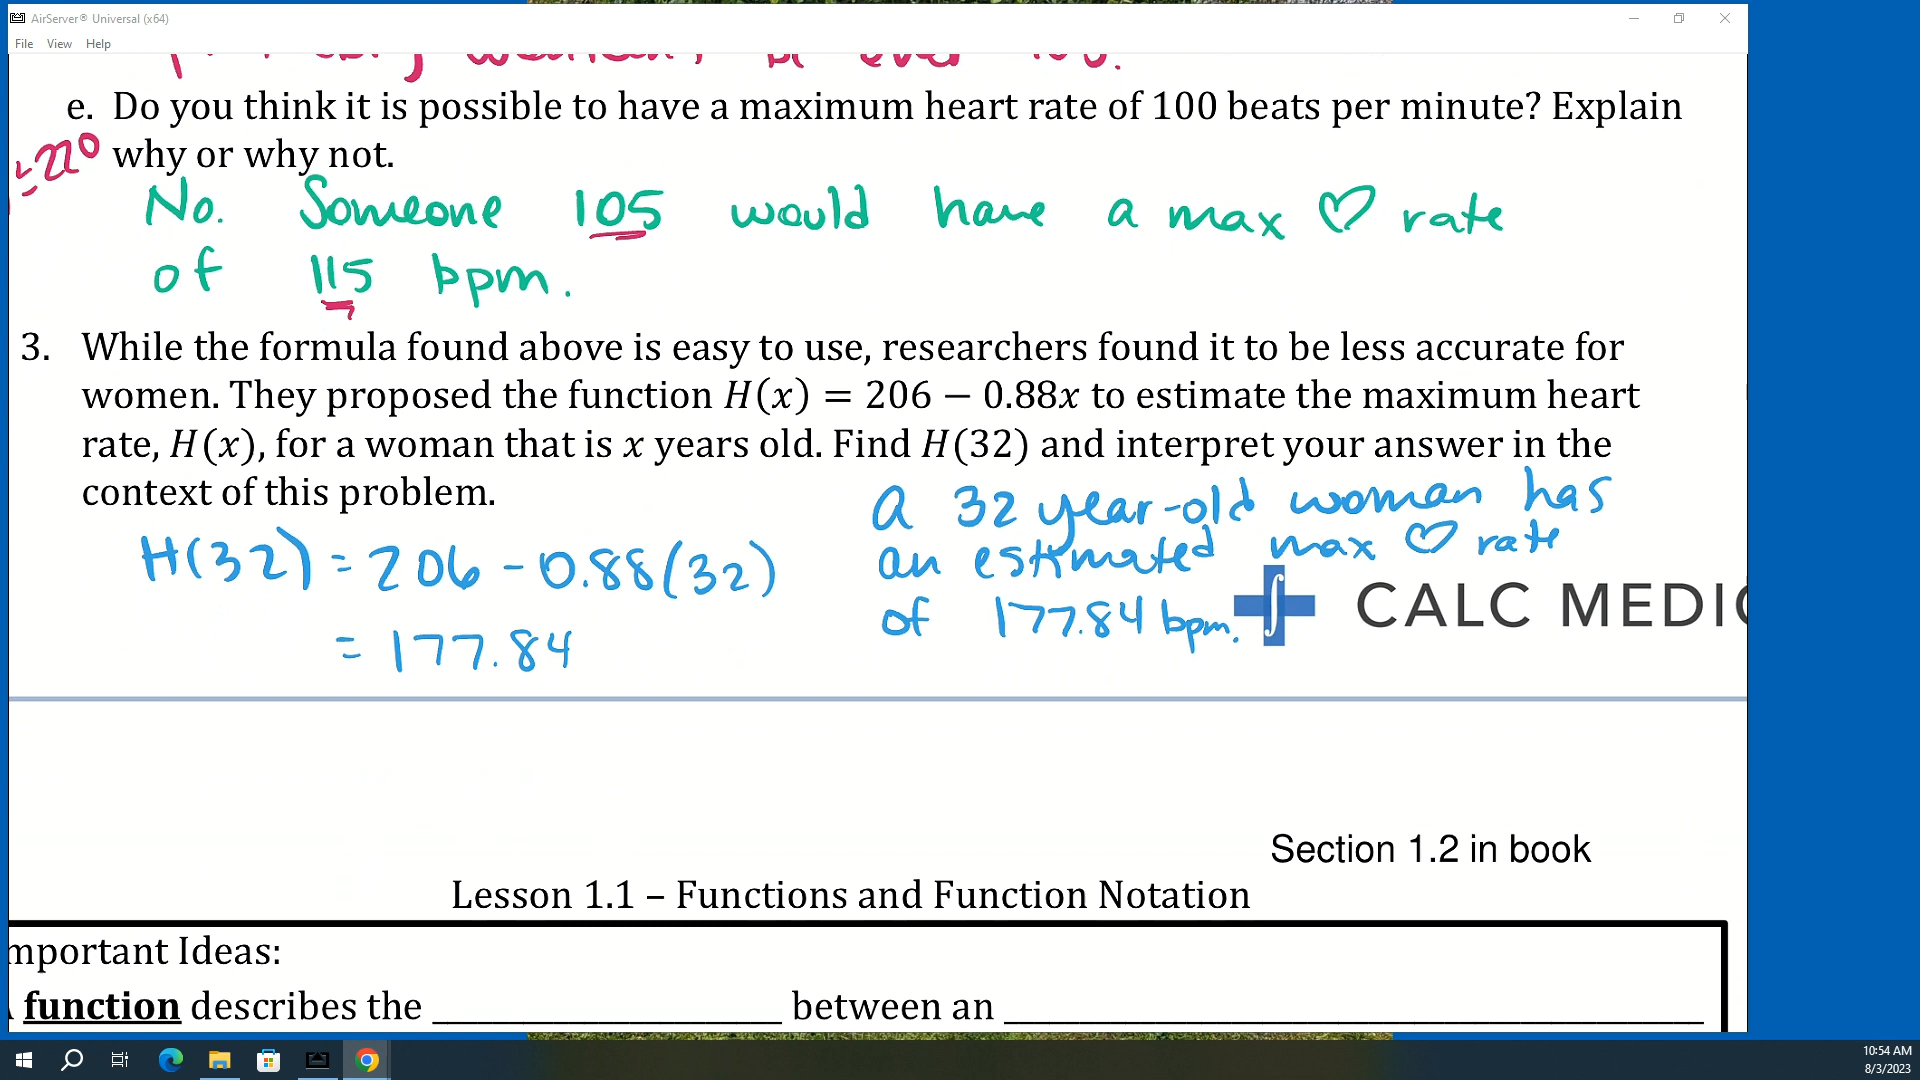 AirServer® Universal (x64)
File View Help
e. Do you think it is possible to have a maximum heart rate of 100 beats per minute? Explain
why or why not.
=220
No. Someone 105 would have a max ♡ rate
of 115 bpm.
3. While the formula found above is easy to use, researchers found it to be less accurate for
women. They proposed the function H(x) = 206 − 0.88x to estimate the maximum heart
rate, H(x), for a woman that is x years old. Find H(32) and interpret your answer in the
context of this problem.
a 32 year-old woman has
an estimated max ♡ rate
of 177.84 bpm.
H(32) = 206 - 0.88(32)
= 177.84
CALC MEDIC
Section 1.2 in book
Lesson 1.1 – Functions and Function Notation
mportant Ideas:
function describes the ____________ between an ____________
10:54 AM
8/3/2023